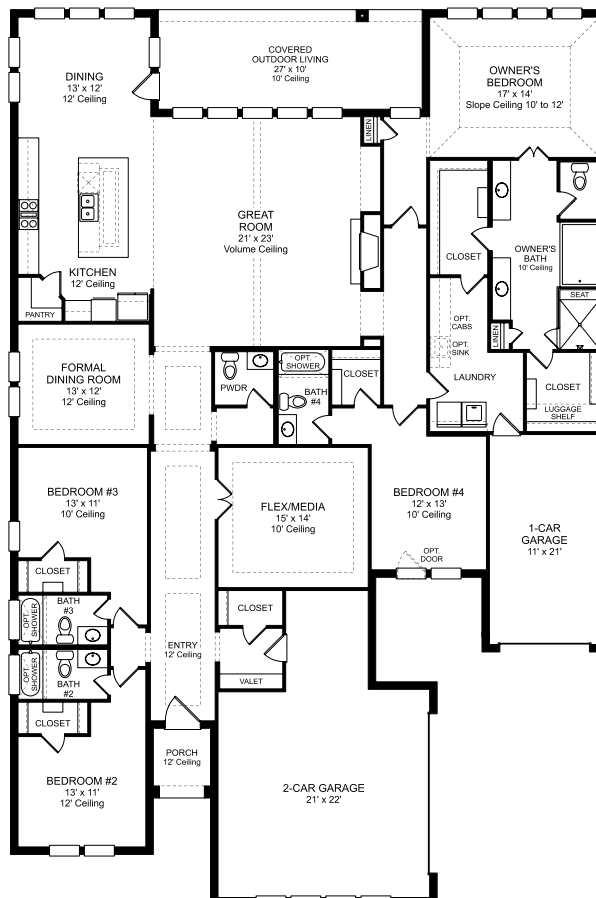 COVERED
OUTDOOR LIVING
27' x 10'
10' Ceiling
DINING
13' x 12'
12' Ceiling
OWNER'S
BEDROOM
17' x 14'
Slope Ceiling 10' to 12'
LINEN
GREAT
ROOM
21' x 23'
Volume Ceiling
KITCHEN
12' Ceiling
PANTRY
CLOSET
OWNER'S
BATH
10' Ceiling
SEAT
OPT.
CABS
OPT.
SINK
LINEN
LAUNDRY
CLOSET
LUGGAGE
SHELF
FORMAL
DINING ROOM
13' x 12'
12' Ceiling
PWDR
OPT.
SHOWER
BATH
#4
CLOSET
BEDROOM #3
13' x 11'
10' Ceiling
FLEX/MEDIA
15' x 14'
10' Ceiling
BEDROOM #4
12' x 13'
10' Ceiling
OPT.
DOOR
1-CAR
GARAGE
11' x 21'
CLOSET
OPT.
SHOWER
BATH
#3
CLOSET
ENTRY
12' Ceiling
VALET
OPT.
SHOWER
BATH
#2
CLOSET
PORCH
12' Ceiling
BEDROOM #2
13' x 11'
12' Ceiling
2-CAR GARAGE
21' x 22'